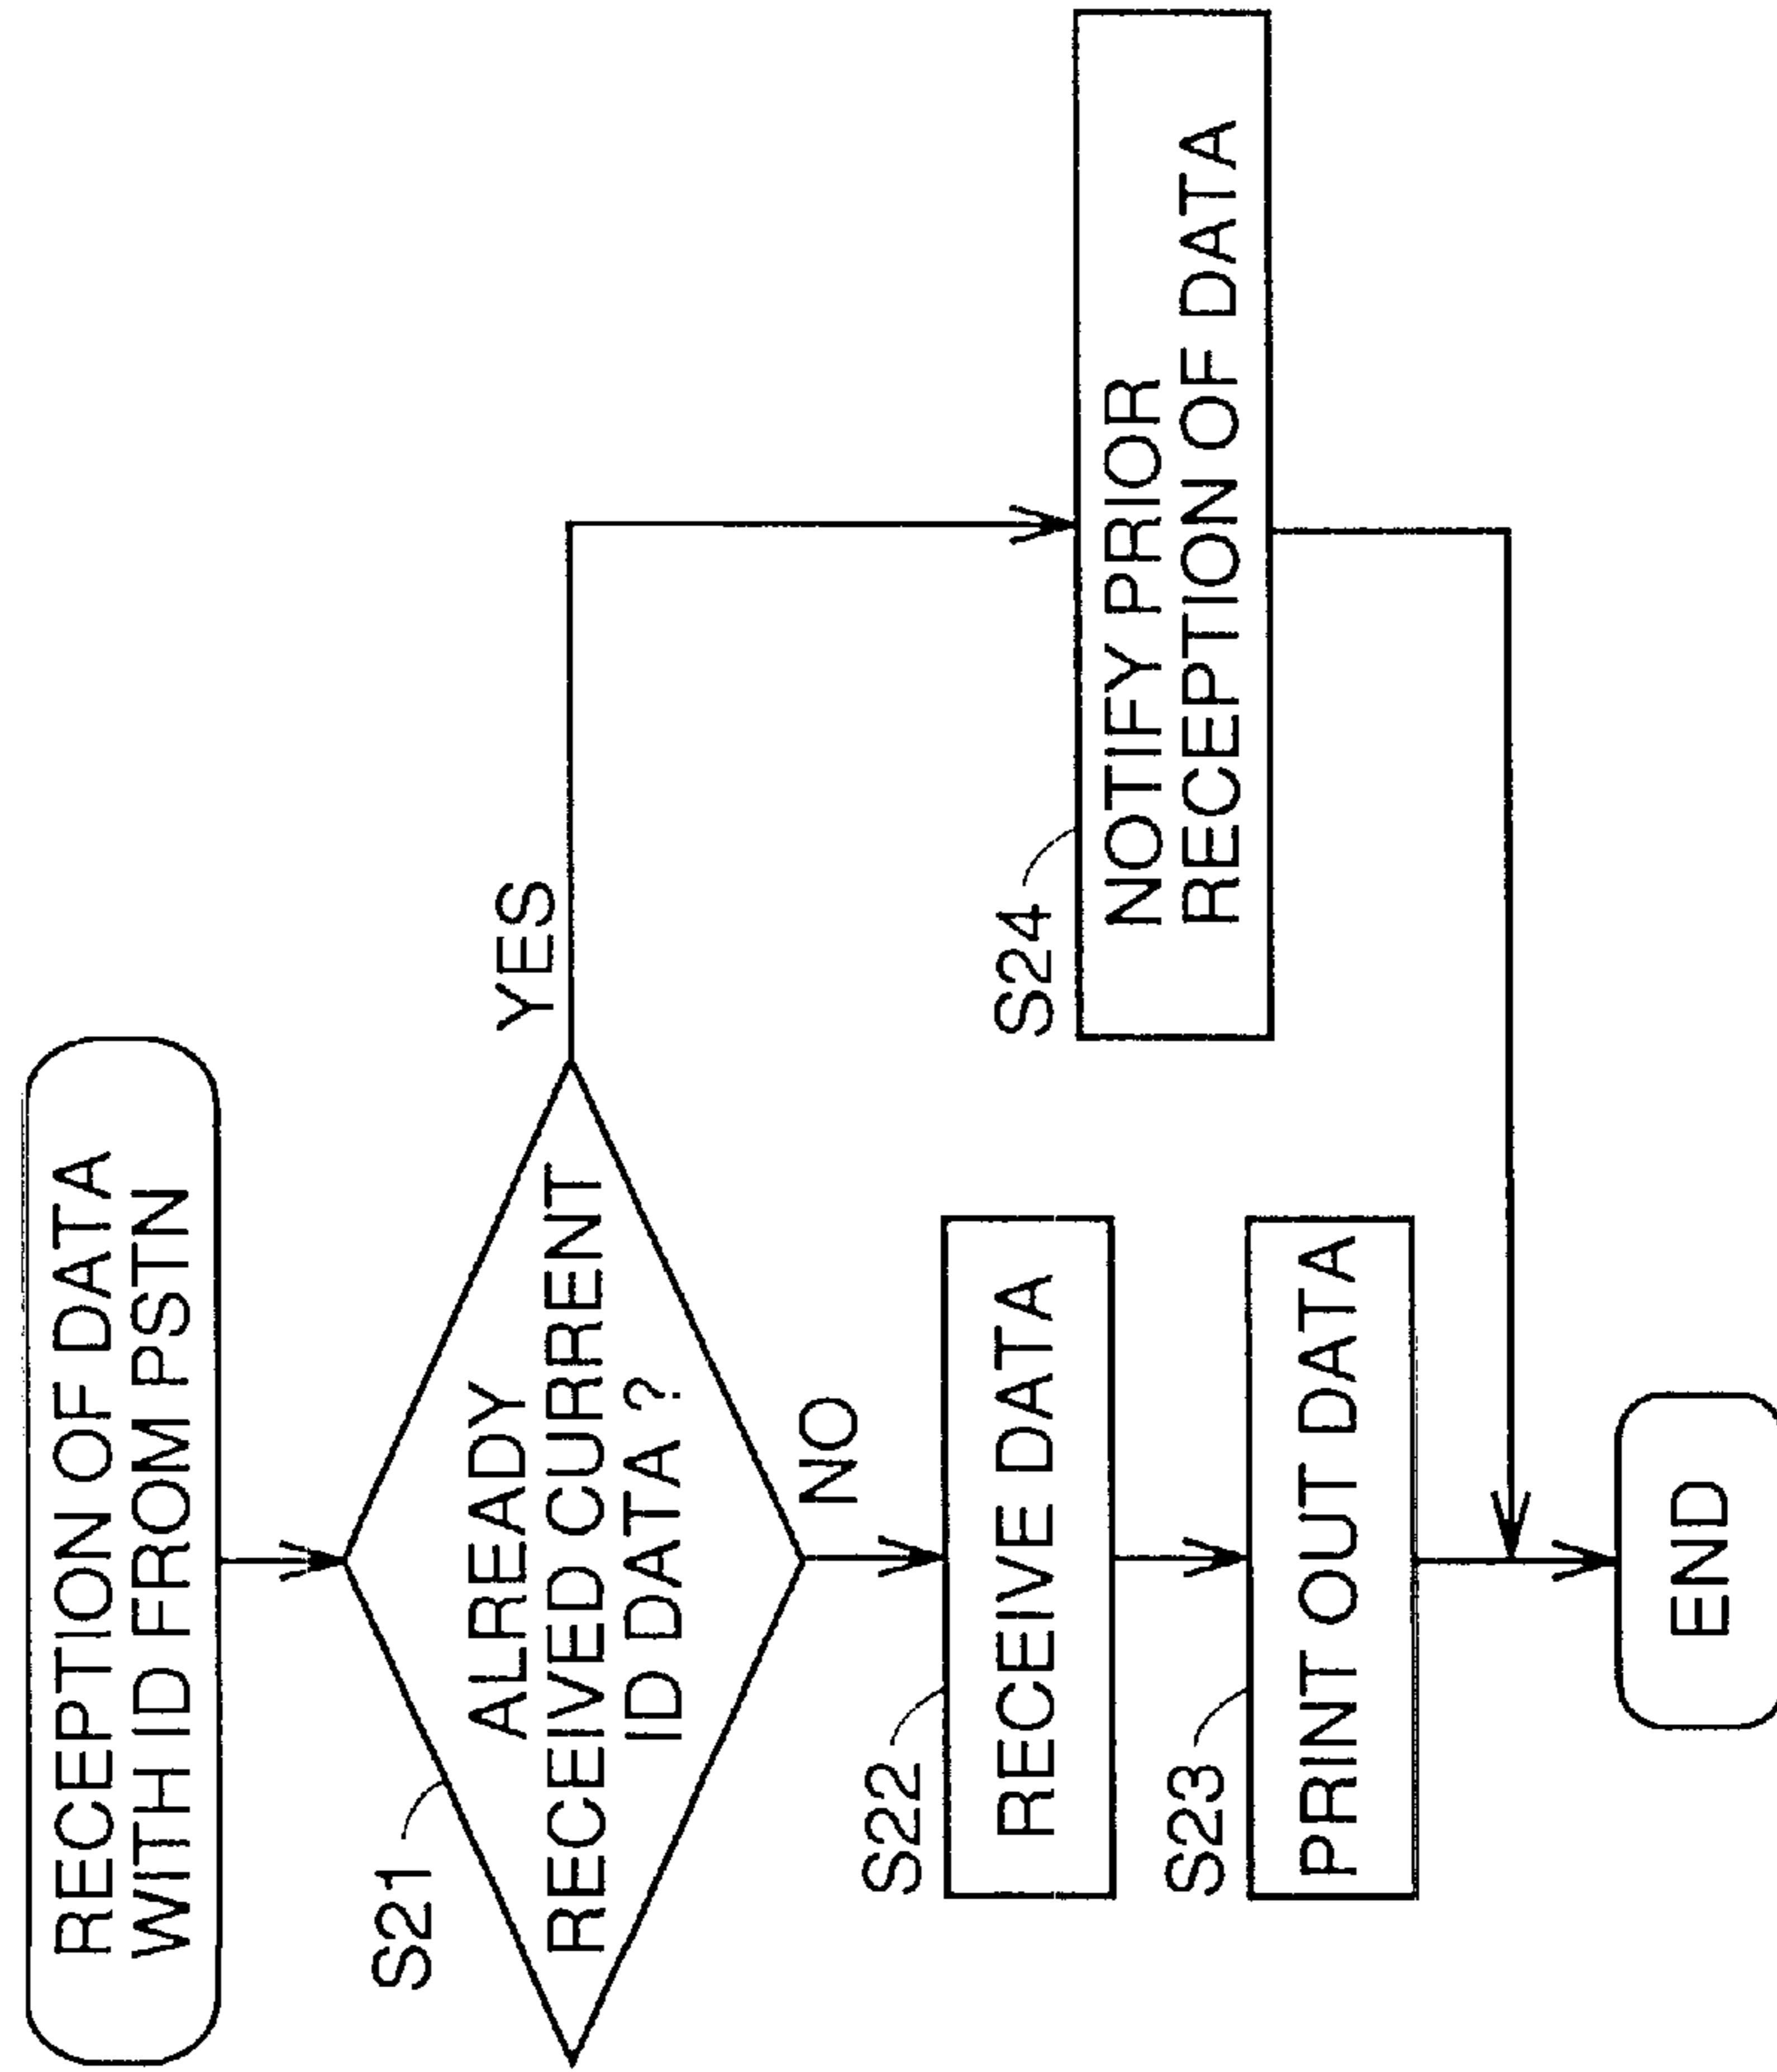 RECEPTION OF DATA
WITH ID FROM PSTN
S21
ALREADY
RECEIVED CURRENT
ID DATA ?
YES
NO
S22
RECEIVE DATA
S23
PRINT OUT DATA
S24
NOTIFY PRIOR
RECEPTION OF DATA
END